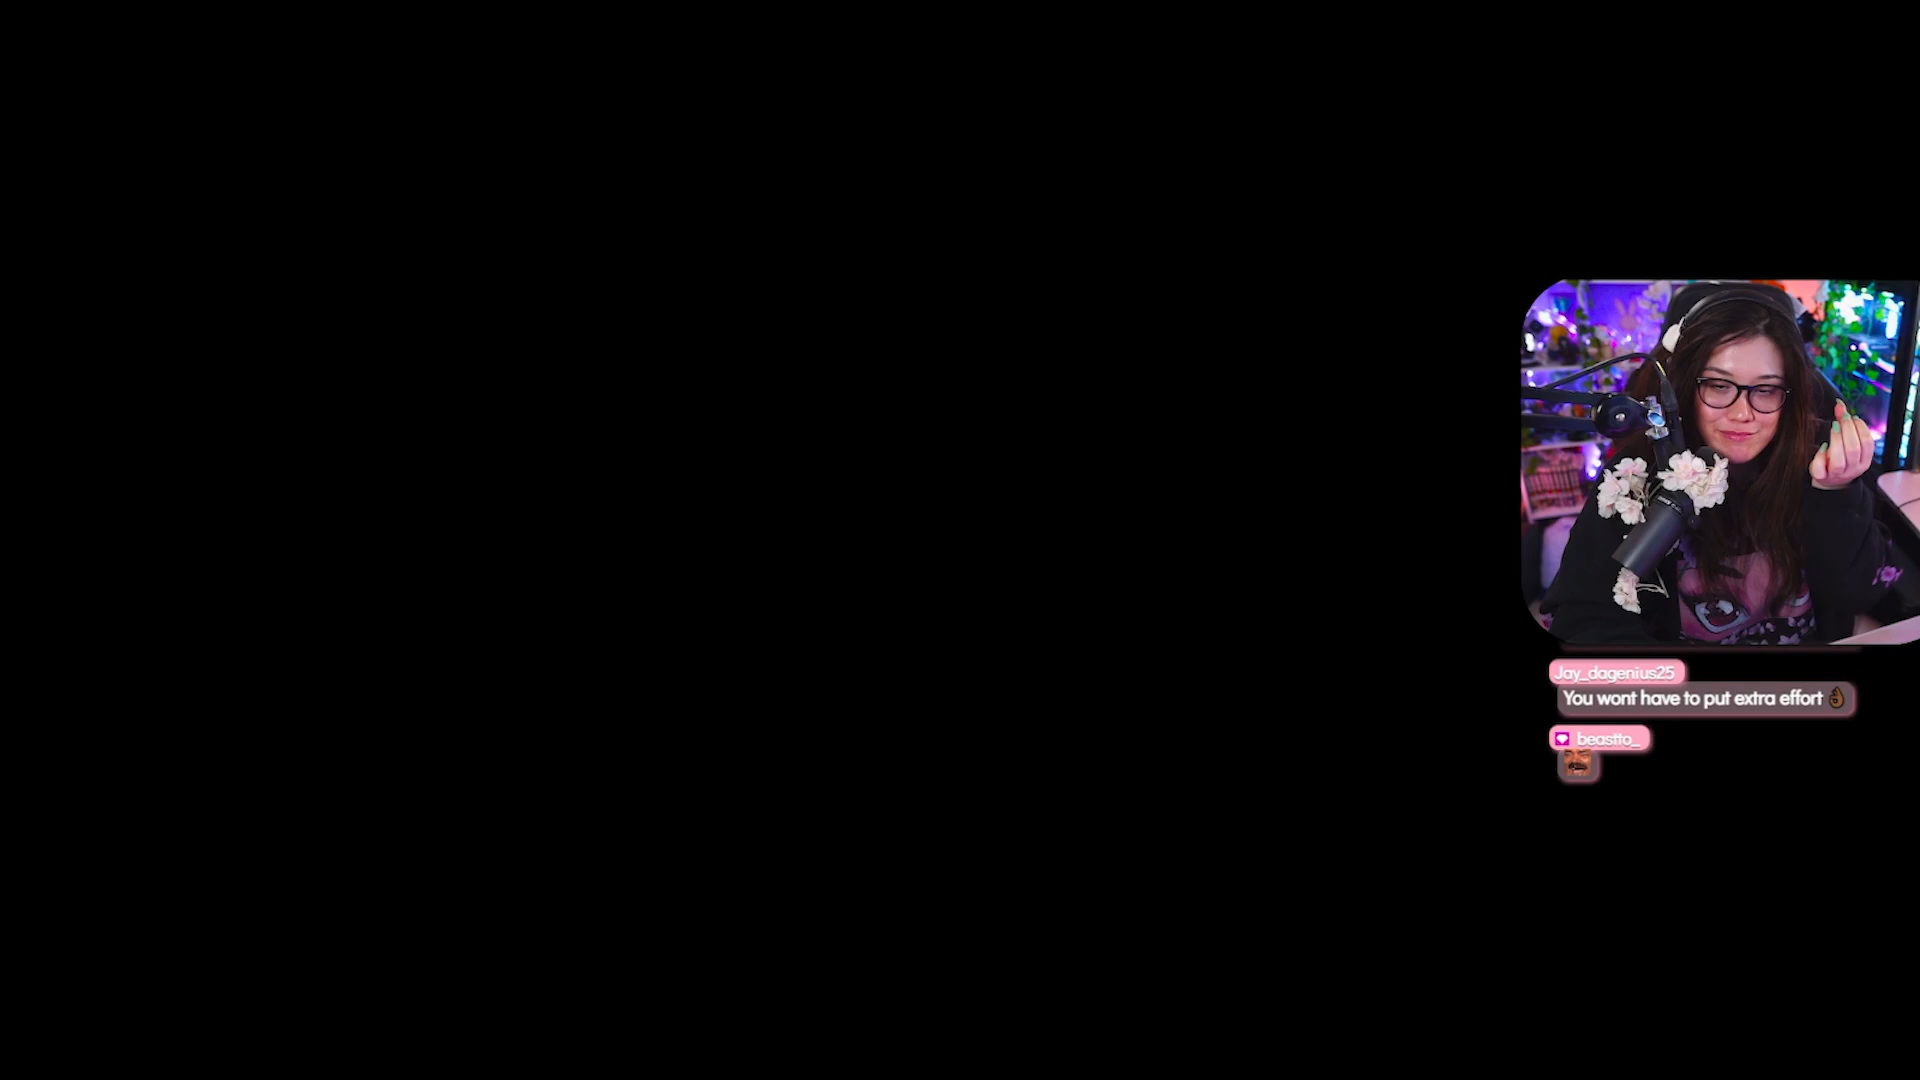 Jay_dagenius25
You wont have to put extra effort 👌🏾
beastto_